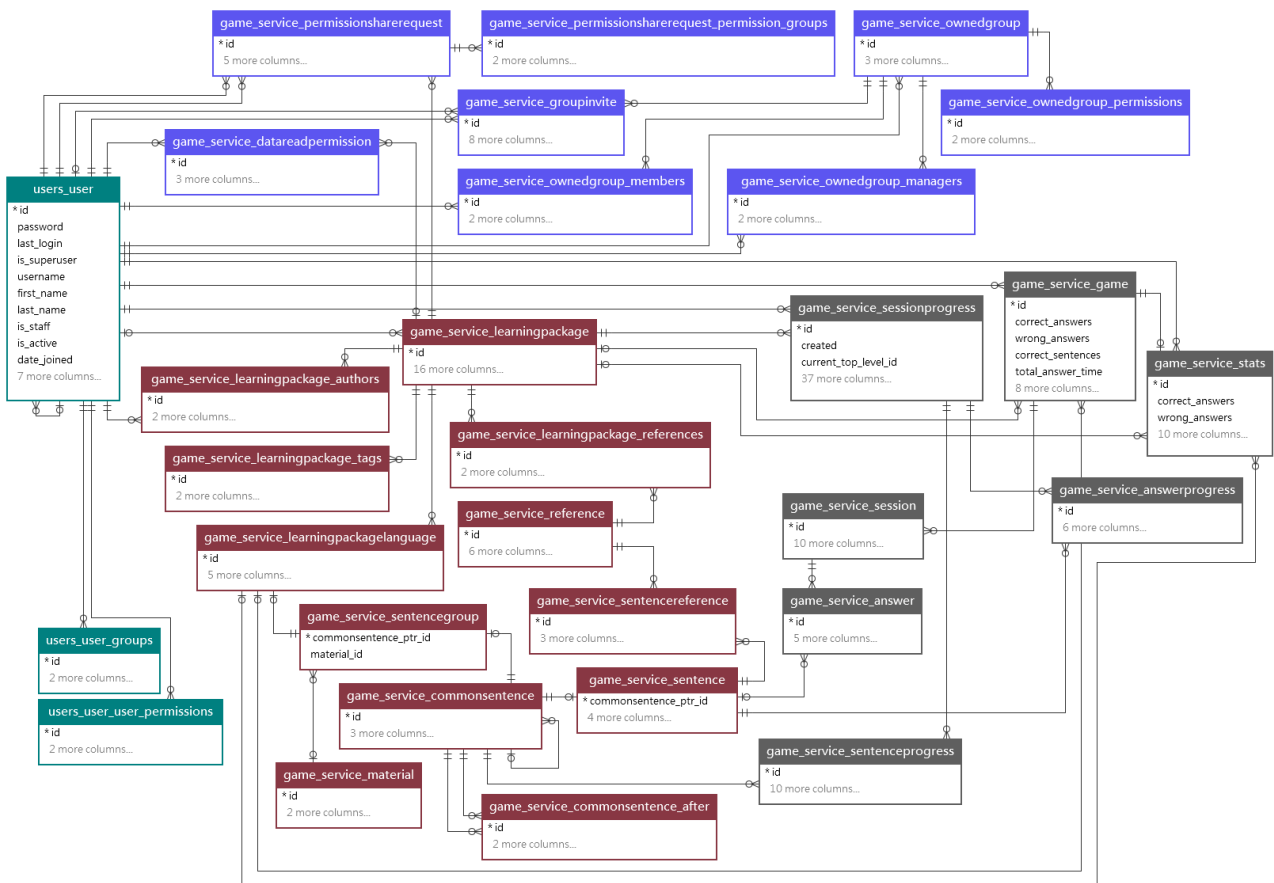 game_service_permissionsharerequest
* id
5 more columns...
game_service_permissionsharerequest_permission_groups
* id
2 more columns...
game_service_ownedgroup
* id
3 more columns...
game_service_groupinvite
* id
8 more columns...
game_service_ownedgroup_permissions
* id
2 more columns...
game_service_datareadpermission
* id
3 more columns...
game_service_ownedgroup_members
* id
2 more columns...
game_service_ownedgroup_managers
* id
2 more columns...
users_user
* id
password
last_login
is_superuser
username
first_name
last_name
is_staff
is_active
date_joined
7 more columns...
game_service_game
* id
correct_answers
wrong_answers
correct_sentences
total_answer_time
8 more columns...
game_service_sessionprogress
* id
created
current_top_level_id
37 more columns...
game_service_learningpackage
* id
16 more columns...
game_service_stats
* id
correct_answers
wrong_answers
10 more columns...
game_service_learningpackage_authors
* id
2 more columns...
game_service_learningpackage_references
* id
2 more columns...
game_service_learningpackage_tags
* id
2 more columns...
game_service_answerprogress
* id
6 more columns...
game_service_session
* id
10 more columns...
game_service_reference
* id
6 more columns...
game_service_learningpackagelanguage
* id
5 more columns...
game_service_sentencereference
* id
3 more columns...
game_service_answer
* id
5 more columns...
game_service_sentencegroup
* commonsentence_ptr_id
material_id
users_user_groups
* id
2 more columns...
game_service_sentence
* commonsentence_ptr_id
4 more columns...
game_service_commonsentence
* id
3 more columns...
users_user_user_permissions
* id
2 more columns...
game_service_sentenceprogress
* id
10 more columns...
game_service_material
* id
2 more columns...
game_service_commonsentence_after
* id
2 more columns...